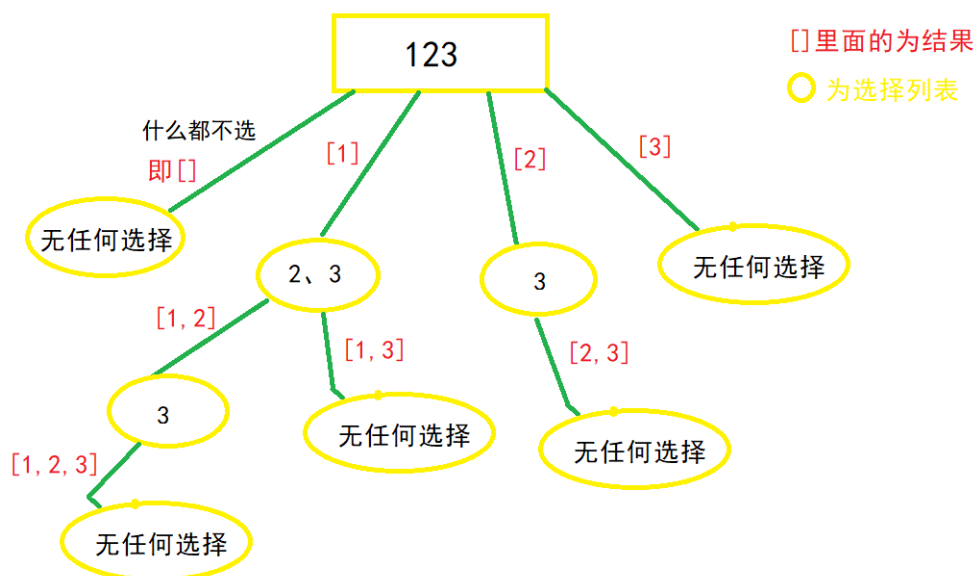 123
[]里面的为结果
为选择列表
什么都不选
即[]
[1]
[2]
[3]
无任何选择
2、3
3
无任何选择
[1,2]
[1,3]
[2,3]
3
无任何选择
无任何选择
[1,2,3]
无任何选择